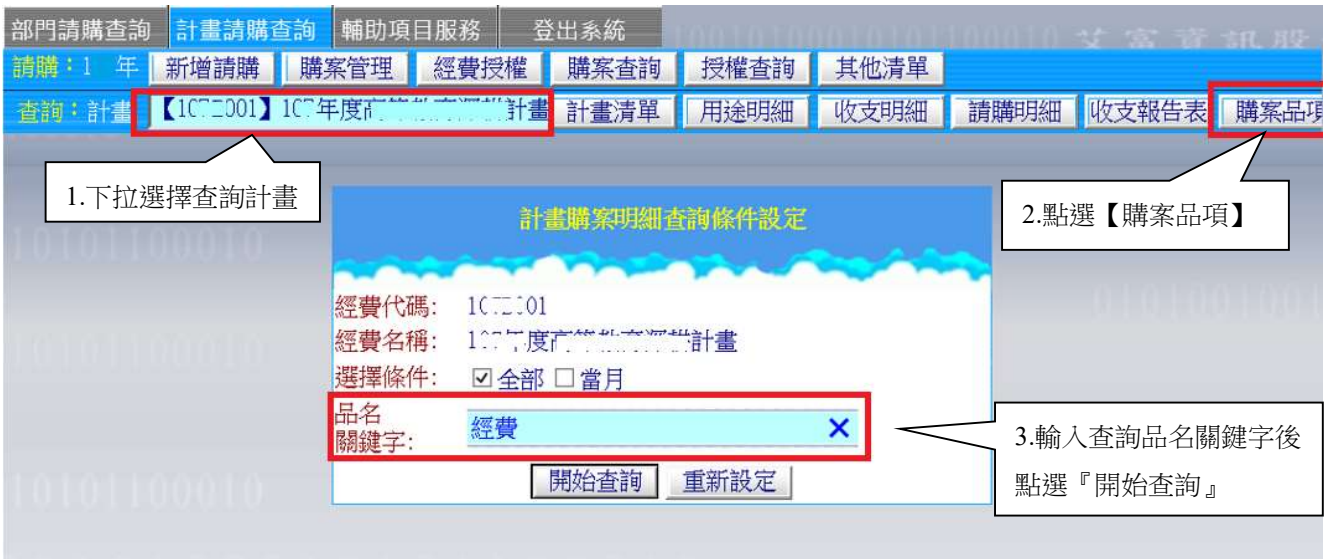 部門請購查詢 計畫請購查詢 輔助項目服務 登出系統
請購：1 年 新增請購 購案管理 經費授權 購案查詢 授權查詢 其他清單
查詢：計畫 年度 計畫 計畫清單 用途明細 收支明細 請購明細 收支報告表 購案品項
1.下拉選擇查詢計畫
2.點選【購案品項】
計畫購案明細查詢條件設定
經費代碼:
經費名稱: 年度 計畫
選擇條件: 全部 當月
品名
關鍵字: 經費
開始查詢 重新設定
3.輸入查詢品名關鍵字後
點選『開始查詢』